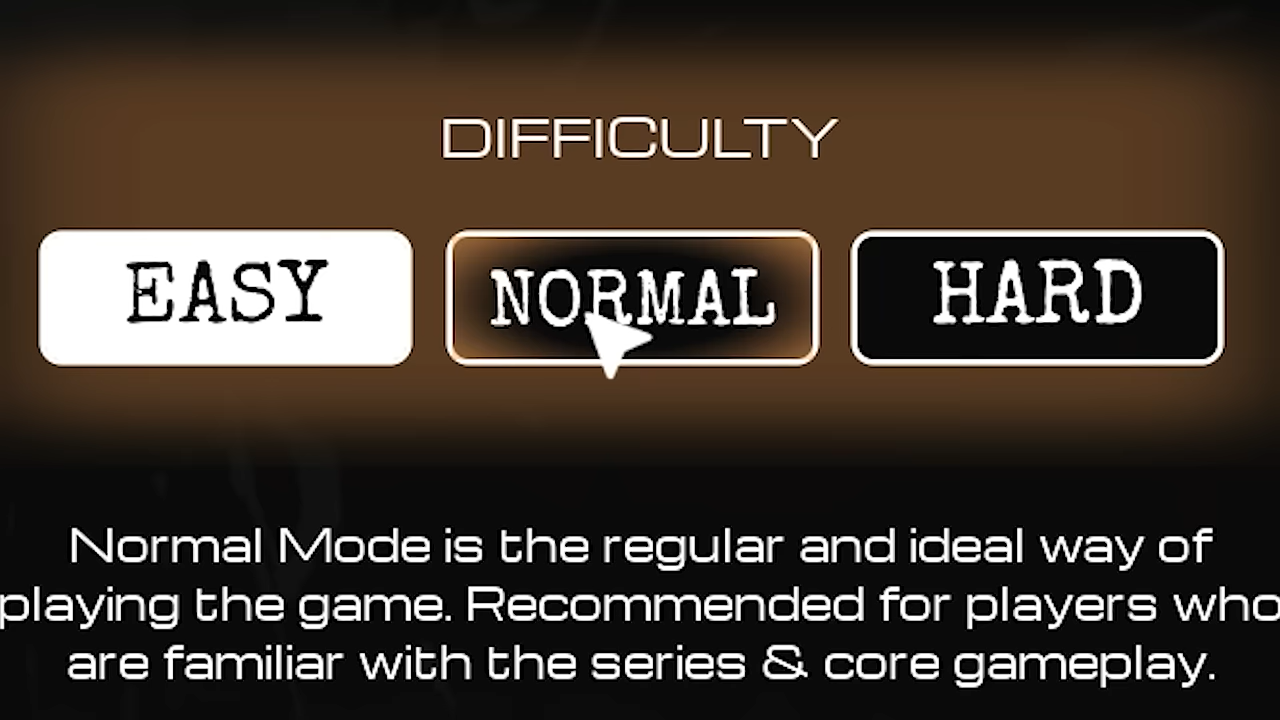 DIFFICULTY
EASY NORMAL HARD
Normal Mode is the regular and ideal way of
playing the game. Recommended for players who
are familiar with the series & core gameplay.